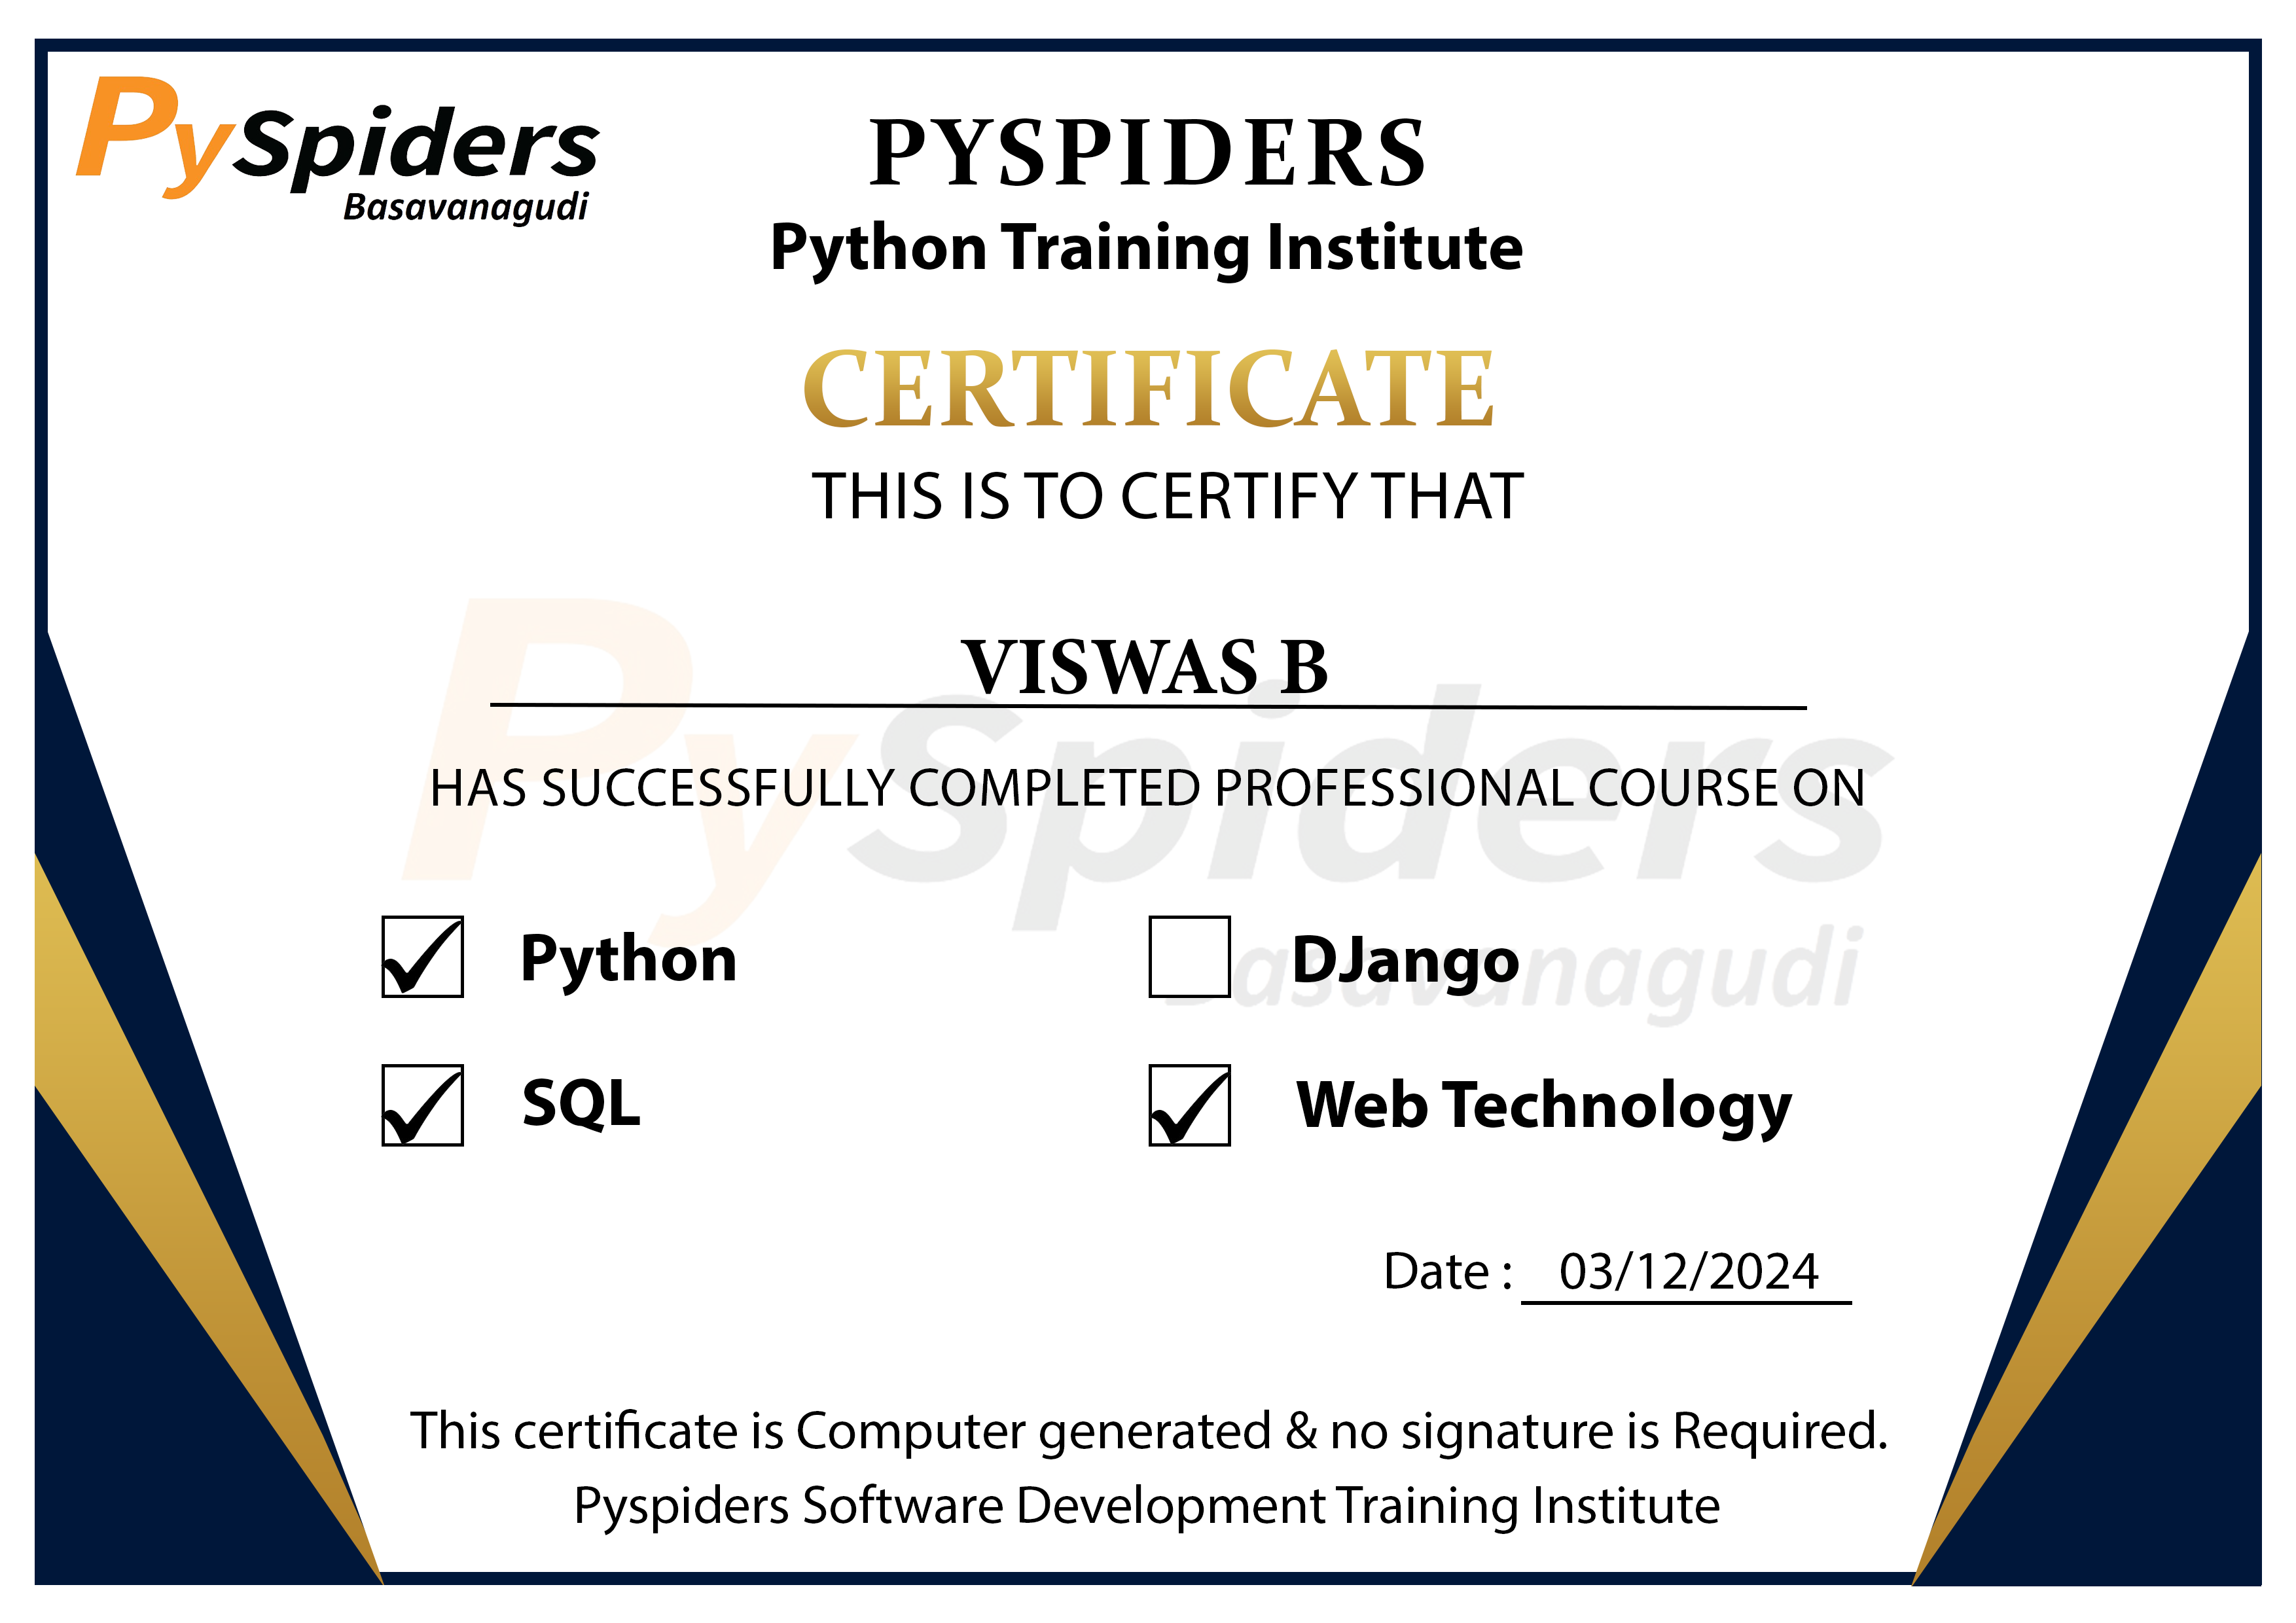 PySpiders
Basavanagudi
PYSPIDERS
Python Training Institute
CERTIFICATE
THIS IS TO CERTIFY THAT
VISWAS B
PySpiders
HAS SUCCESSFULLY COMPLETED PROFESSIONAL COURSE ON
Basavanagudi
Python
DJango
SQL
Web Technology
Date : 03/12/2024
This certificate is Computer generated & no signature is Required.
Pyspiders Software Development Training Institute